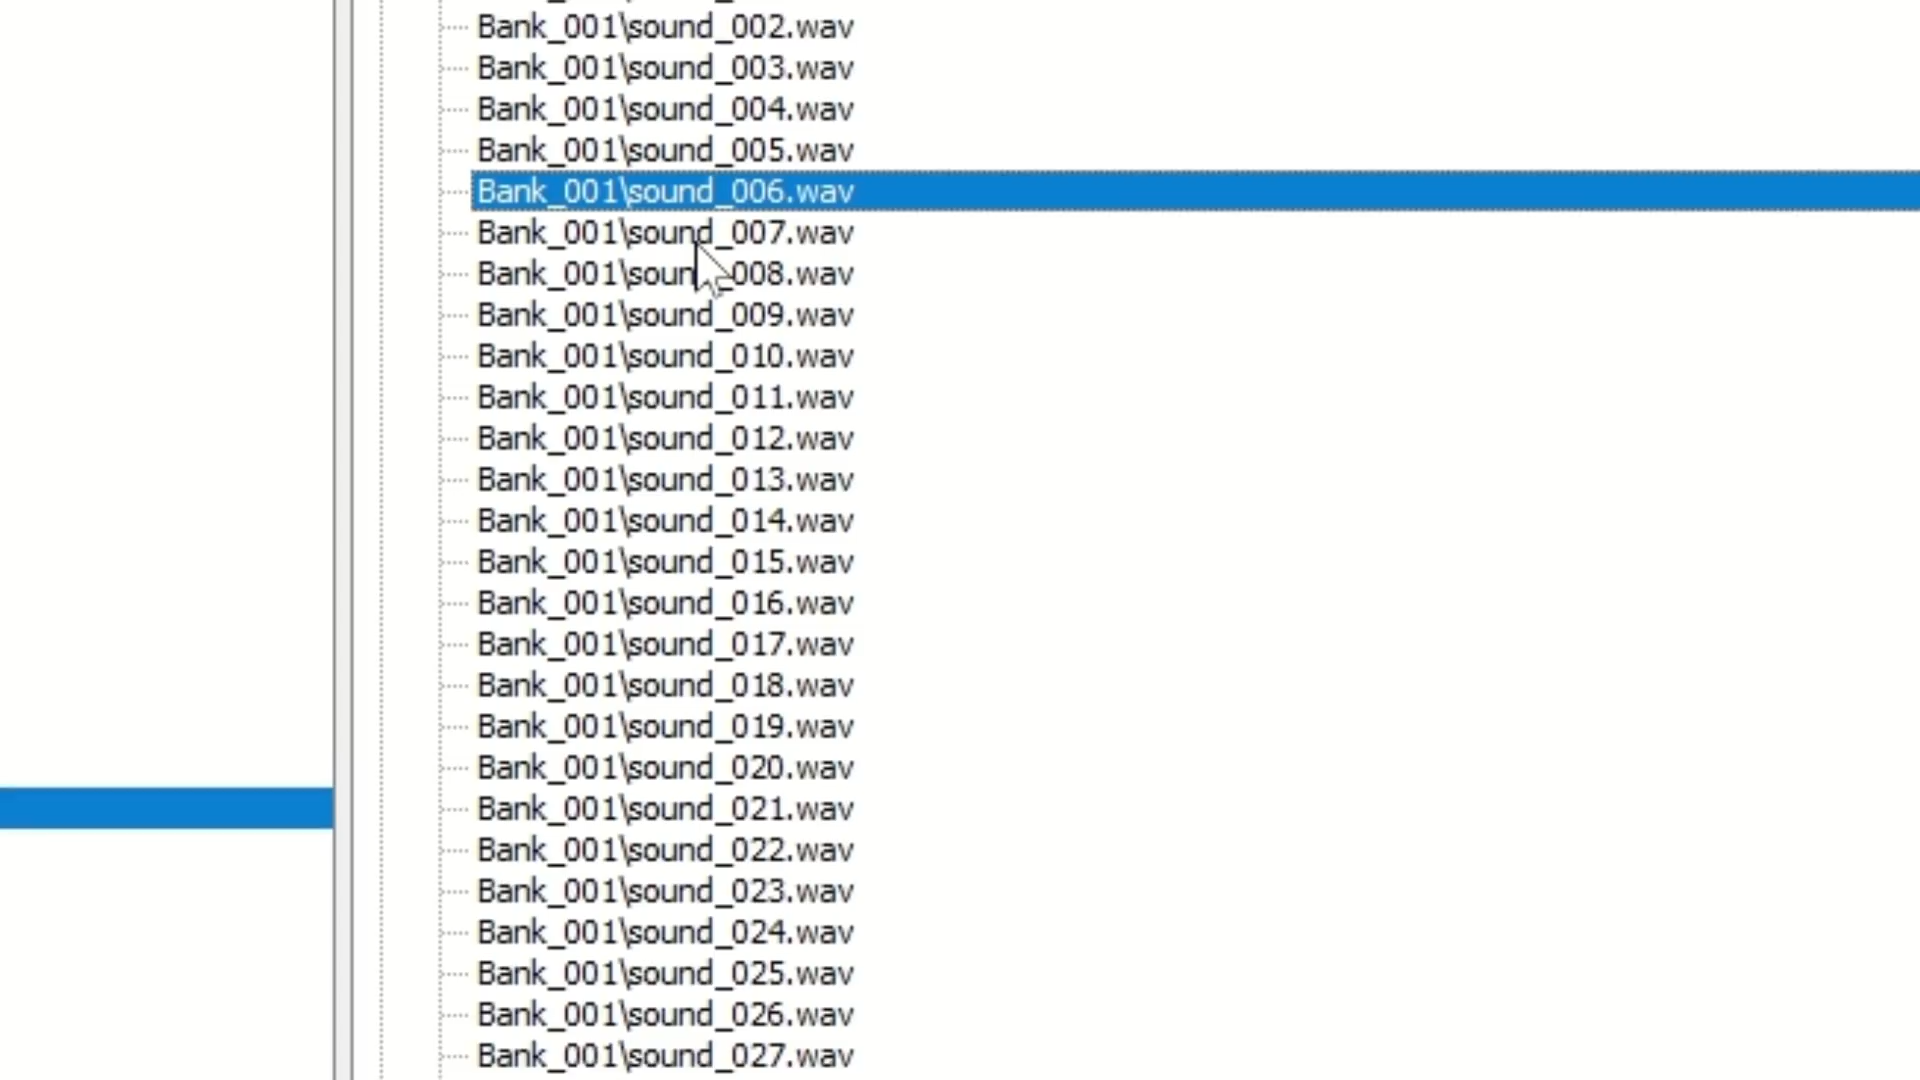 Bank_001\sound_002.wav
Bank_001\sound_003.wav
Bank_001\sound_004.wav
Bank_001\sound_005.wav
Bank_001\sound_006.wav
Bank_001\sound_007.wav
Bank_001\sound_008.wav
Bank_001\sound_009.wav
Bank_001\sound_010.wav
Bank_001\sound_011.wav
Bank_001\sound_012.wav
Bank_001\sound_013.wav
Bank_001\sound_014.wav
Bank_001\sound_015.wav
Bank_001\sound_016.wav
Bank_001\sound_017.wav
Bank_001\sound_018.wav
Bank_001\sound_019.wav
Bank_001\sound_020.wav
Bank_001\sound_021.wav
Bank_001\sound_022.wav
Bank_001\sound_023.wav
Bank_001\sound_024.wav
Bank_001\sound_025.wav
Bank_001\sound_026.wav
Bank_001\sound_027.wav